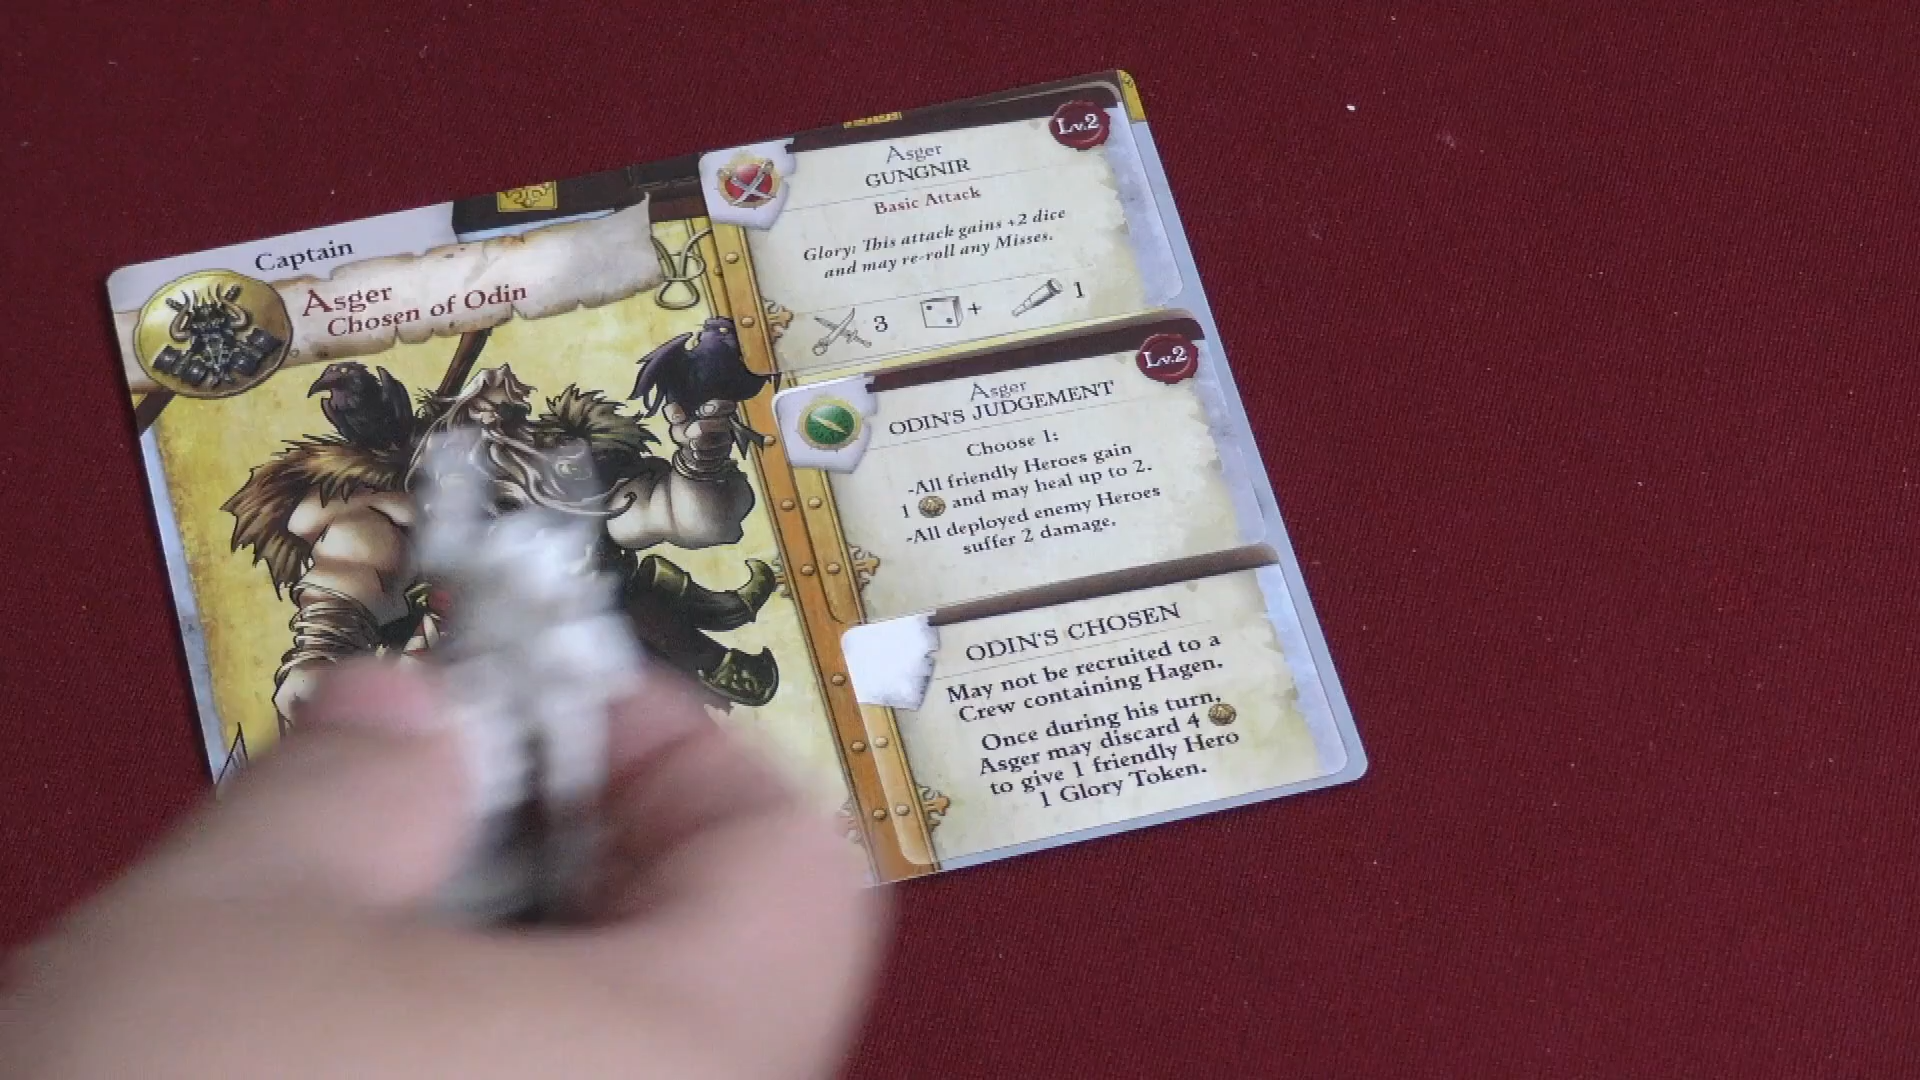 Captain
Asger
Chosen of Odin
Lv.2
Asger
GUNGNIR
Basic Attack
Glory: This attack gains +2 dice
and may re-roll any Misses.
3 + 1
Lv.2
Asger
ODIN'S JUDGEMENT
Choose 1:
-All friendly Heroes gain
1 and may heal up to 2.
-All deployed enemy Heroes
suffer 2 damage.
ODIN'S CHOSEN
May not be recruited to a
Crew containing Hagen.
Once during his turn,
Asger may discard 4
to give 1 friendly Hero
1 Glory Token.